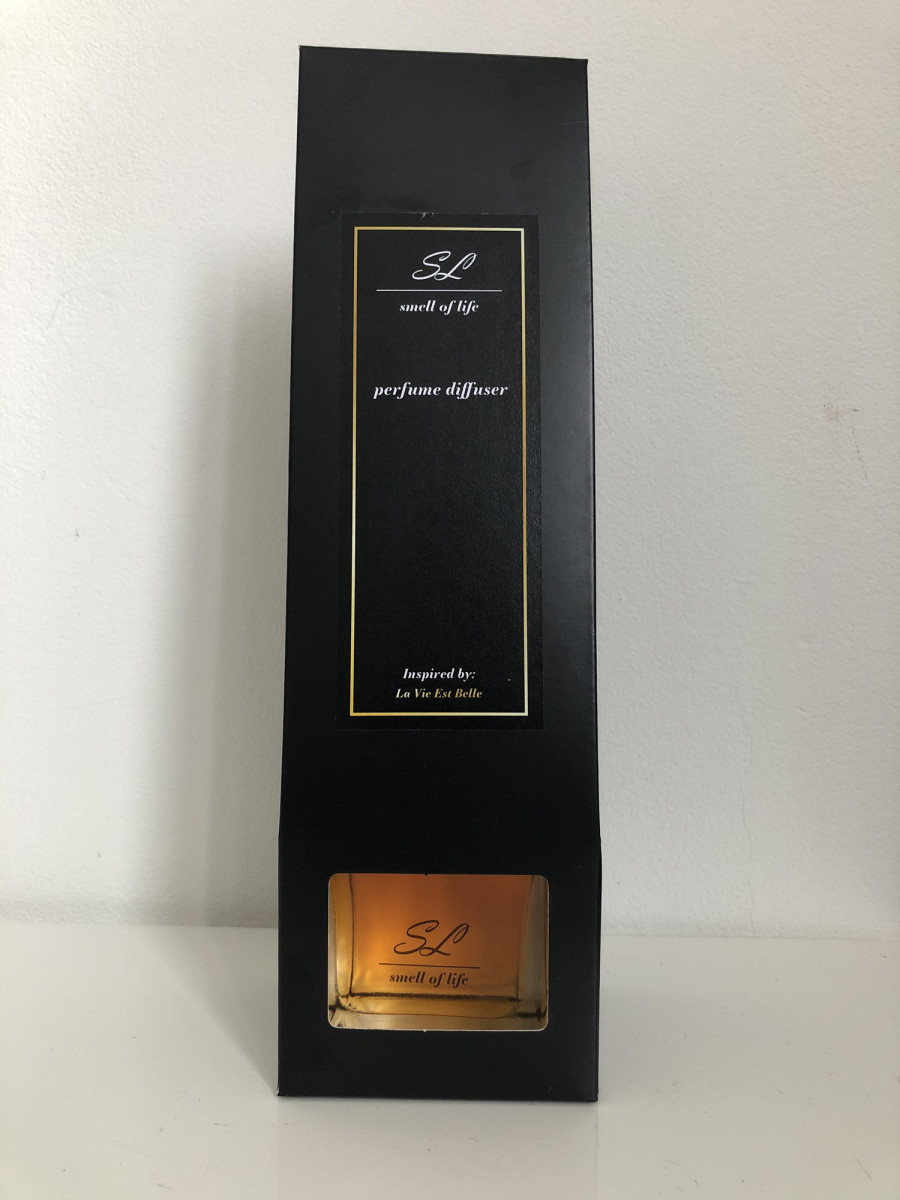 SL
smell of life
perfume diffuser
Inspired by:
La Vie Est Belle
SL
smell of life